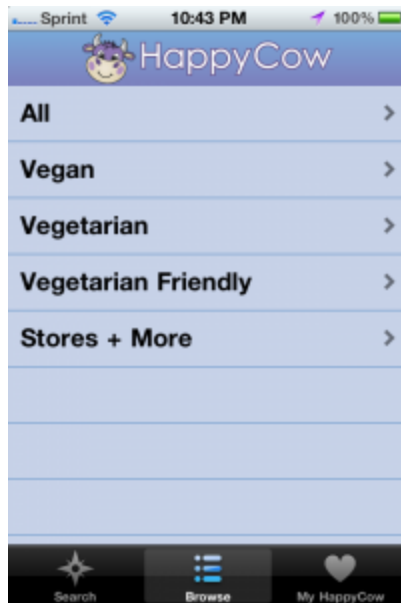 Sprint 10:43 PM 100%
HappyCow
All
Vegan
Vegetarian
Vegetarian Friendly
Stores + More
Search Browse My HappyCow